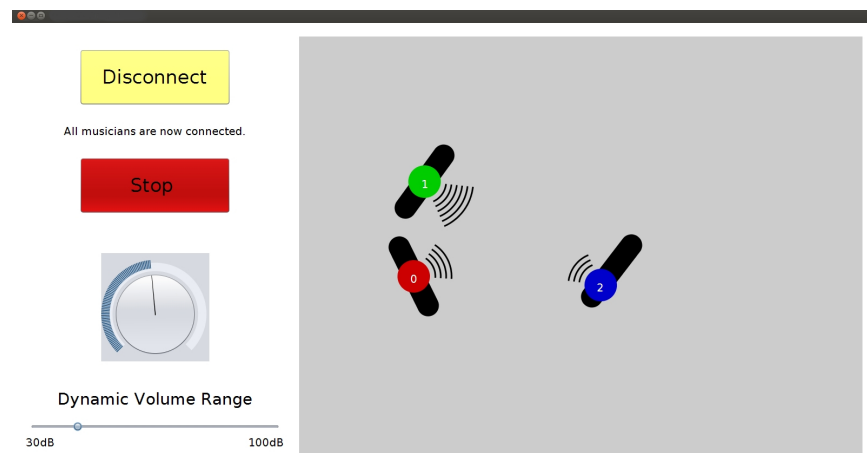 Disconnect
All musicians are now connected.
Stop
Dynamic Volume Range
30dB 100dB
1
0
2